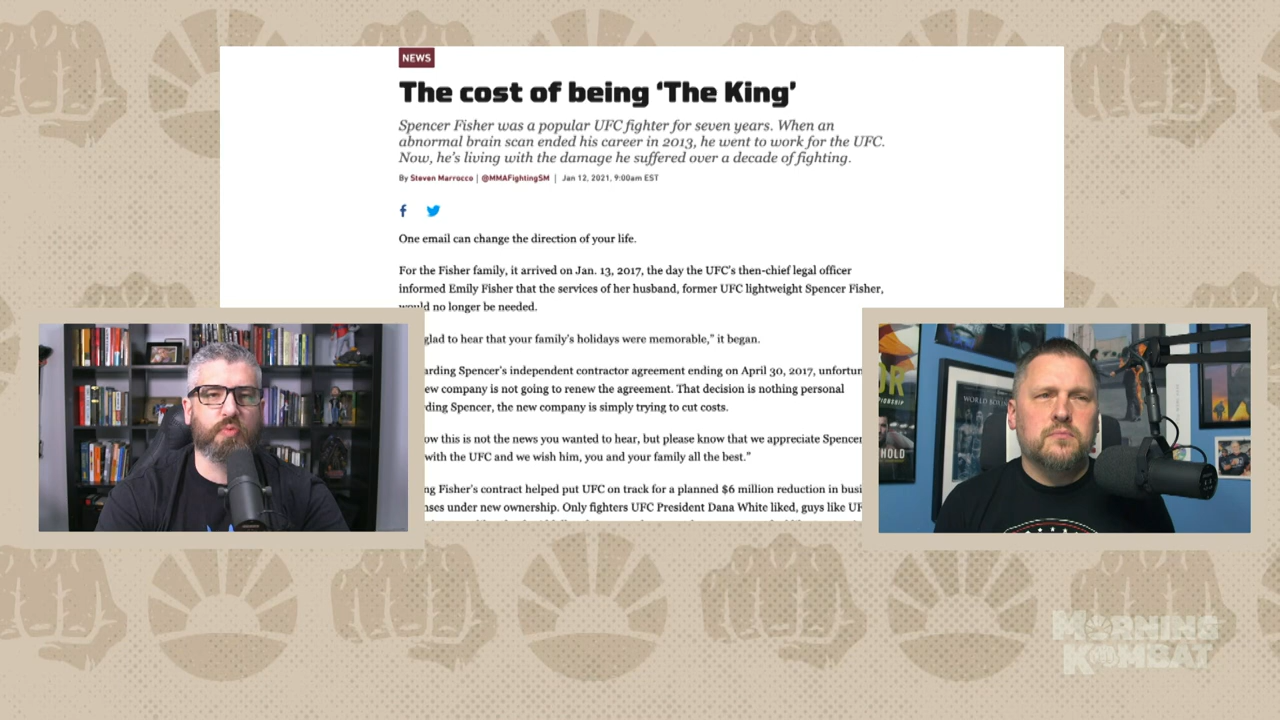 NEWS
The cost of being ‘The King’
Spencer Fisher was a popular UFC fighter for seven years. When an
abnormal brain scan ended his career in 2013, he went to work for the UFC.
Now, he’s living with the damage he suffered over a decade of fighting.
By Steven Marrocco | @MMAFightingSM | Jan 12, 2021, 9:00am EST
One email can change the direction of your life.
For the Fisher family, it arrived on Jan. 13, 2017, the day the UFC’s then-chief legal officer
informed Emily Fisher that the services of her husband, former UFC lightweight Spencer Fisher,
would no longer be needed.
glad to hear that your family’s holidays were memorable,” it began.
arding Spencer’s independent contractor agreement ending on April 30, 2017, unfortun
ew company is not going to renew the agreement. That decision is nothing personal
ding Spencer, the new company is simply trying to cut costs.
ow this is not the news you wanted to hear, but please know that we appreciate Spencer
with the UFC and we wish him, you and your family all the best.”
ng Fisher’s contract helped put UFC on track for a planned $6 million reduction in busi
nses under new ownership. Only fighters UFC President Dana White liked, guys like UF
WORLD BOXING
HOLD
MORNING
KOMBAT